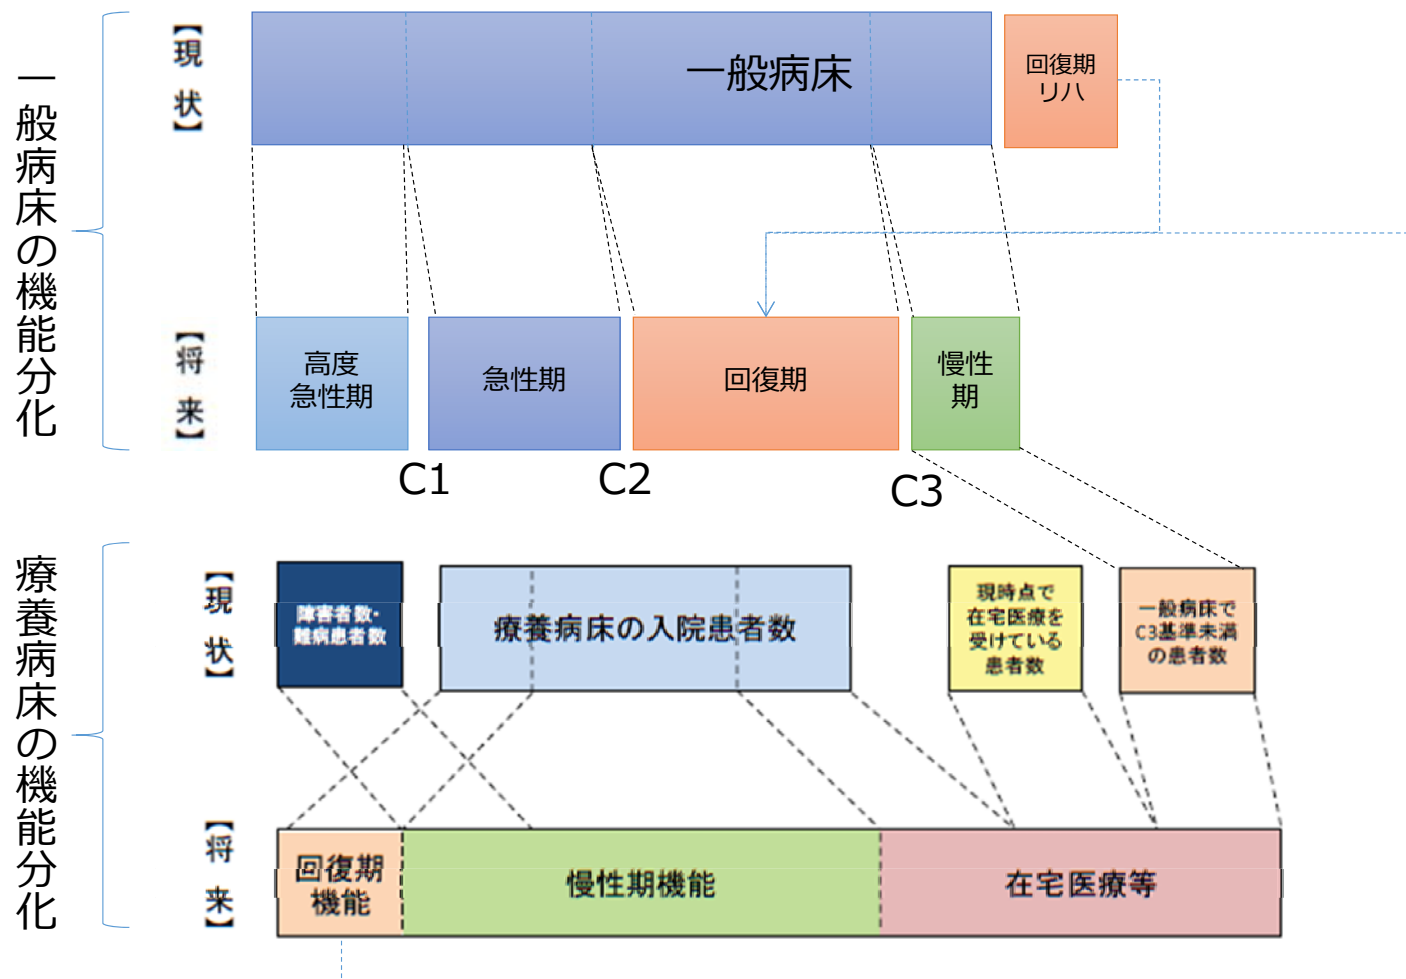 一般病床の機能分化
【現状】
一般病床
回復期
リハ
【将来】
高度
急性期
急性期
回復期
慢性
期
C1
C2
C3
療養病床の機能分化
【現状】
障害者数・
難病患者数
療養病床の入院患者数
現時点で
在宅医療を
受けている
患者数
一般病床で
C3基準未満
の患者数
【将来】
回復期
機能
慢性期機能
在宅医療等